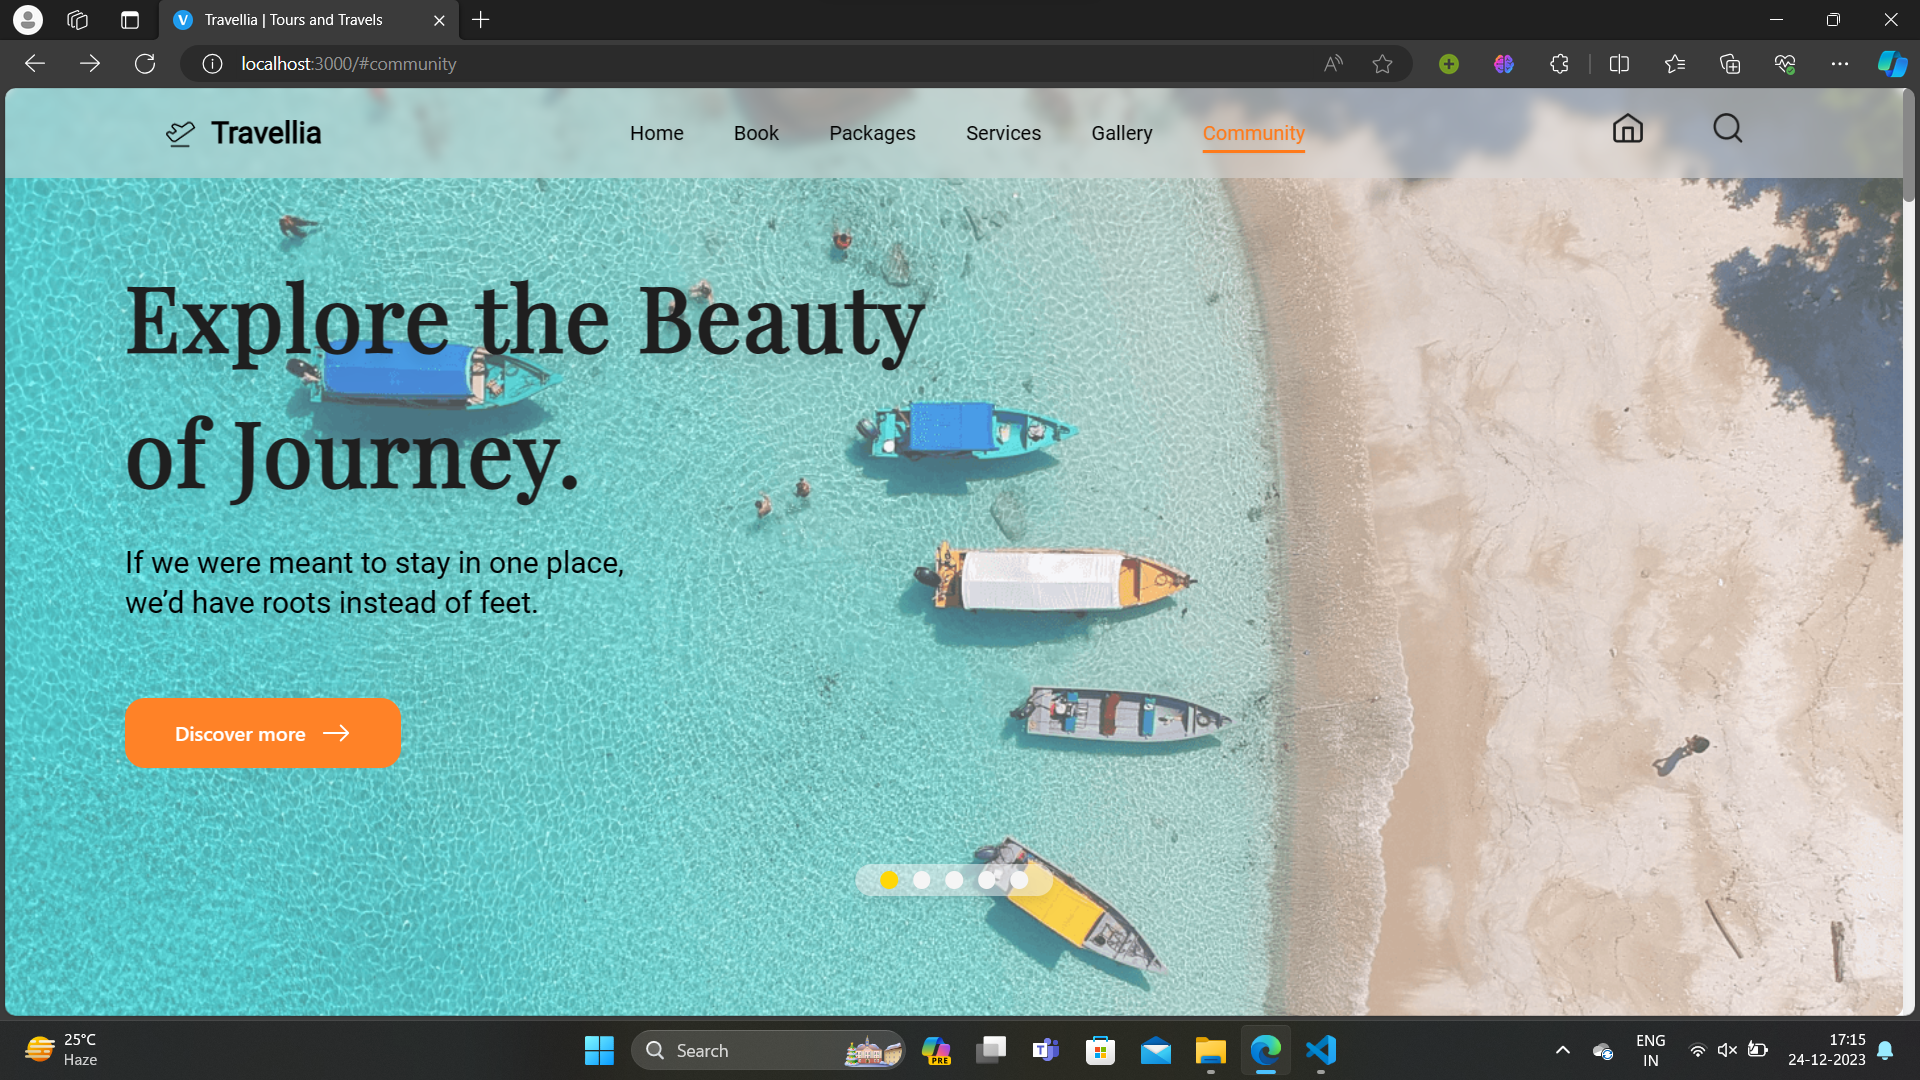 Travellia | Tours and Travels
localhost:3000/#community
Travellia
Home
Book
Packages
Services
Gallery
Community
Explore the Beauty
of Journey.
If we were meant to stay in one place,
we’d have roots instead of feet.
Discover more
25°C
Haze
Search
PRE
ENG
IN
17:15
24-12-2023